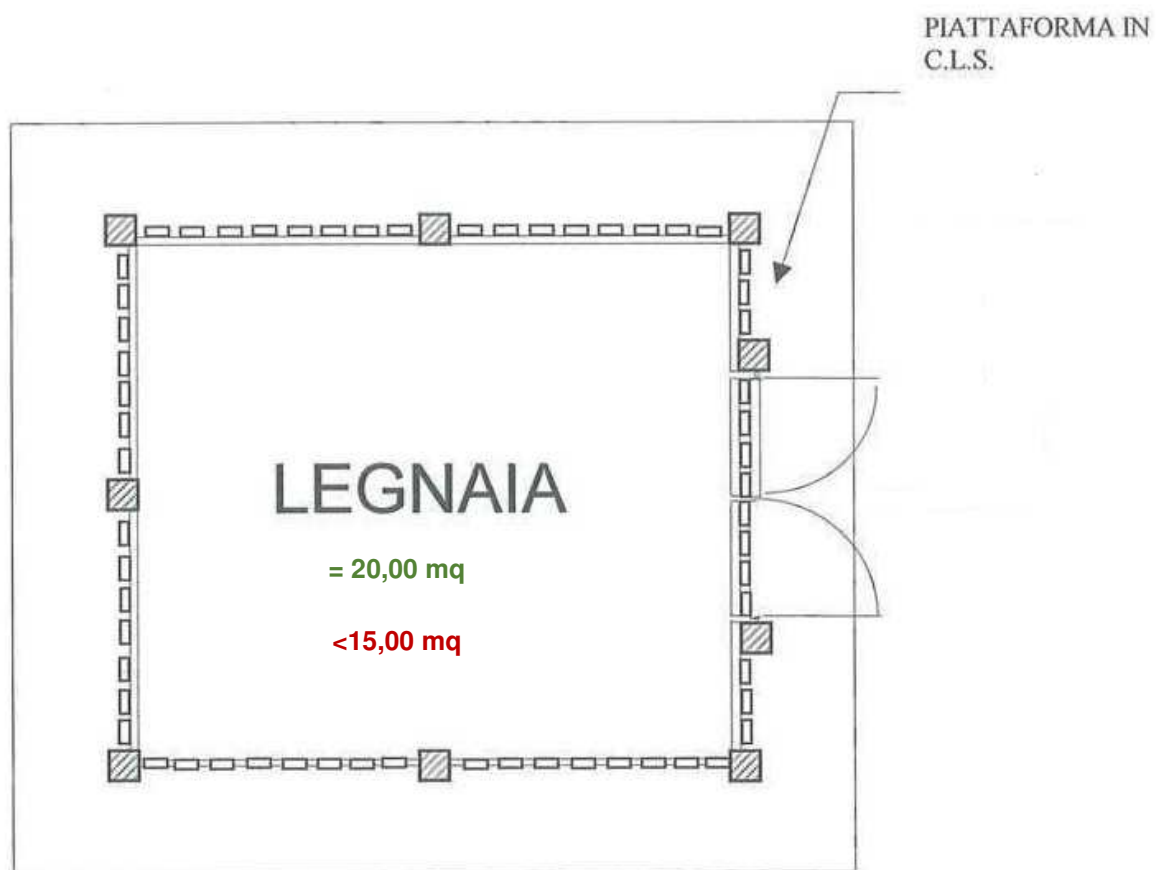 PIATTAFORMA IN
C.L.S.
LEGNAIA
= 20,00 mq
<15,00 mq